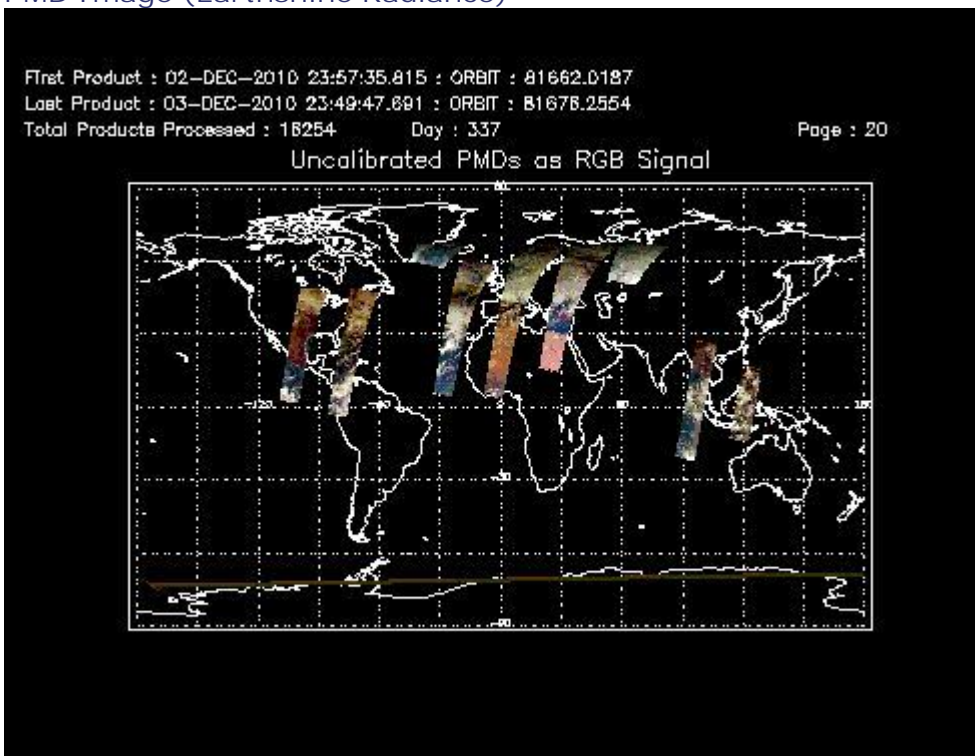 PMD Image (Earthshine Radiance)
First Product : 02-DEC-2010 23:57:35.815 : ORBIT : 81662.0187
Last Product : 03-DEC-2010 23:49:47.691 : ORBIT : 81676.2554
Total Products Processed : 16254 Day : 337 Page : 20
Uncalibrated PMDs as RGB Signal
-120
-90